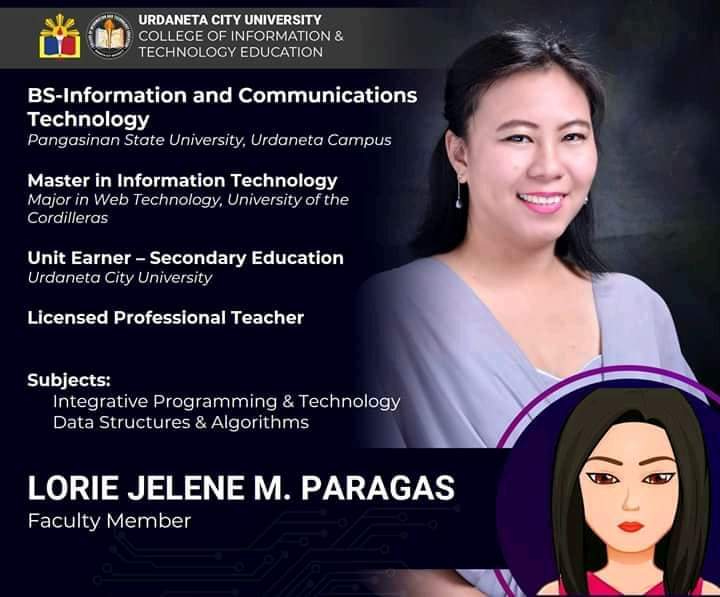 URDANETA CITY UNIVERSITY
COLLEGE OF INFORMATION &
TECHNOLOGY EDUCATION
BS-Information and Communications
Technology
Pangasinan State University, Urdaneta Campus
Master in Information Technology
Major in Web Technology, University of the
Cordilleras
Unit Earner – Secondary Education
Urdaneta City University
Licensed Professional Teacher
Subjects:
Integrative Programming & Technology
Data Structures & Algorithms
LORIE JELENE M. PARAGAS
Faculty Member